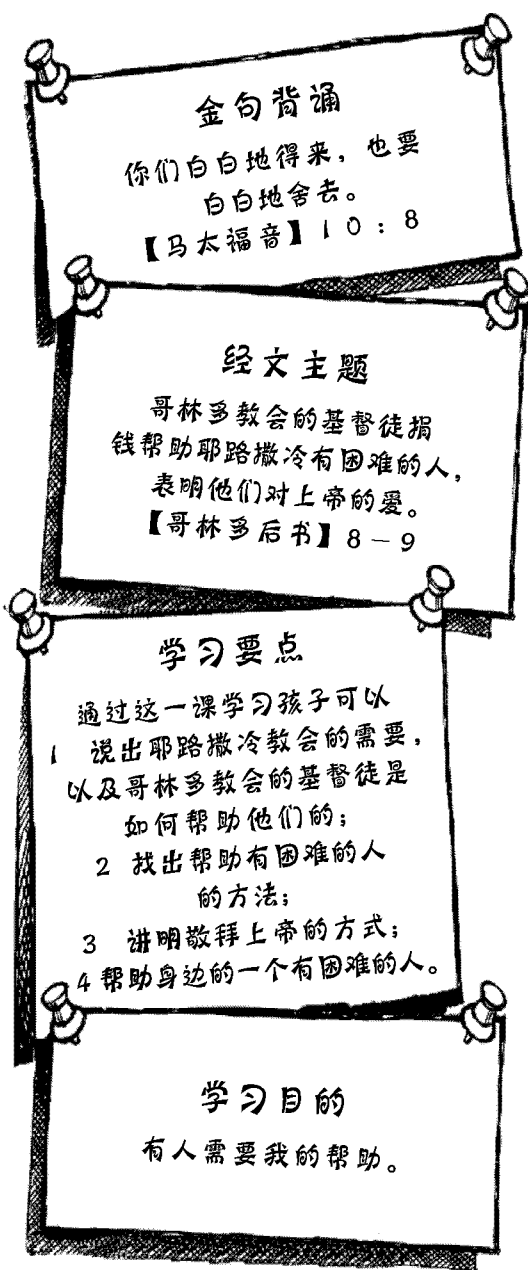 金句背诵
你们白白地得来，也要
白白地舍去。
【马太福音】10：8
经文主题
哥林多教会的基督徒捐
钱帮助耶路撒冷有困难的人，
表明他们对上帝的爱。
【哥林多后书】8－9
学习要点
通过这一课学习孩子可以
1 说出耶路撒冷教会的需要，
以及哥林多教会的基督徒是
如何帮助他们的；
2 找出帮助有困难的人
的方法；
3 讲明敬拜上帝的方式；
4帮助身边的一个有困难的人。
学习目的
有人需要我的帮助。